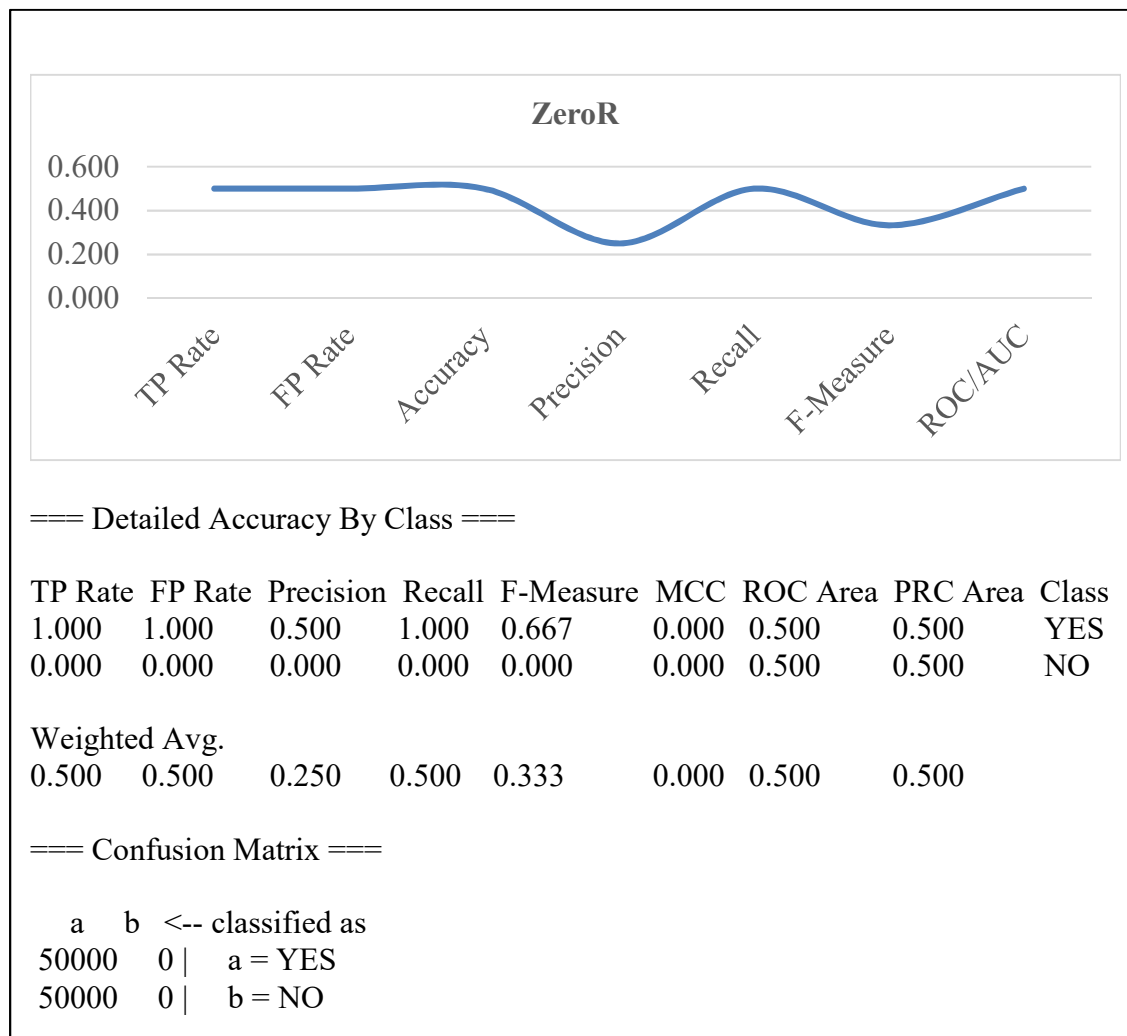 ZeroR
0.600
0.400
0.200
0.000
TP Rate
FP Rate
Accuracy
Precision
Recall
F-Measure
ROC/AUC
=== Detailed Accuracy By Class ===
TP Rate FP Rate Precision Recall F-Measure MCC ROC Area PRC Area Class
1.000 1.000 0.500 1.000 0.667 0.000 0.500 0.500 YES
0.000 0.000 0.000 0.000 0.000 0.000 0.500 0.500 NO
Weighted Avg.
0.500 0.500 0.250 0.500 0.333 0.000 0.500 0.500
=== Confusion Matrix ===
a b <-- classified as
50000 0 | a = YES
50000 0 | b = NO